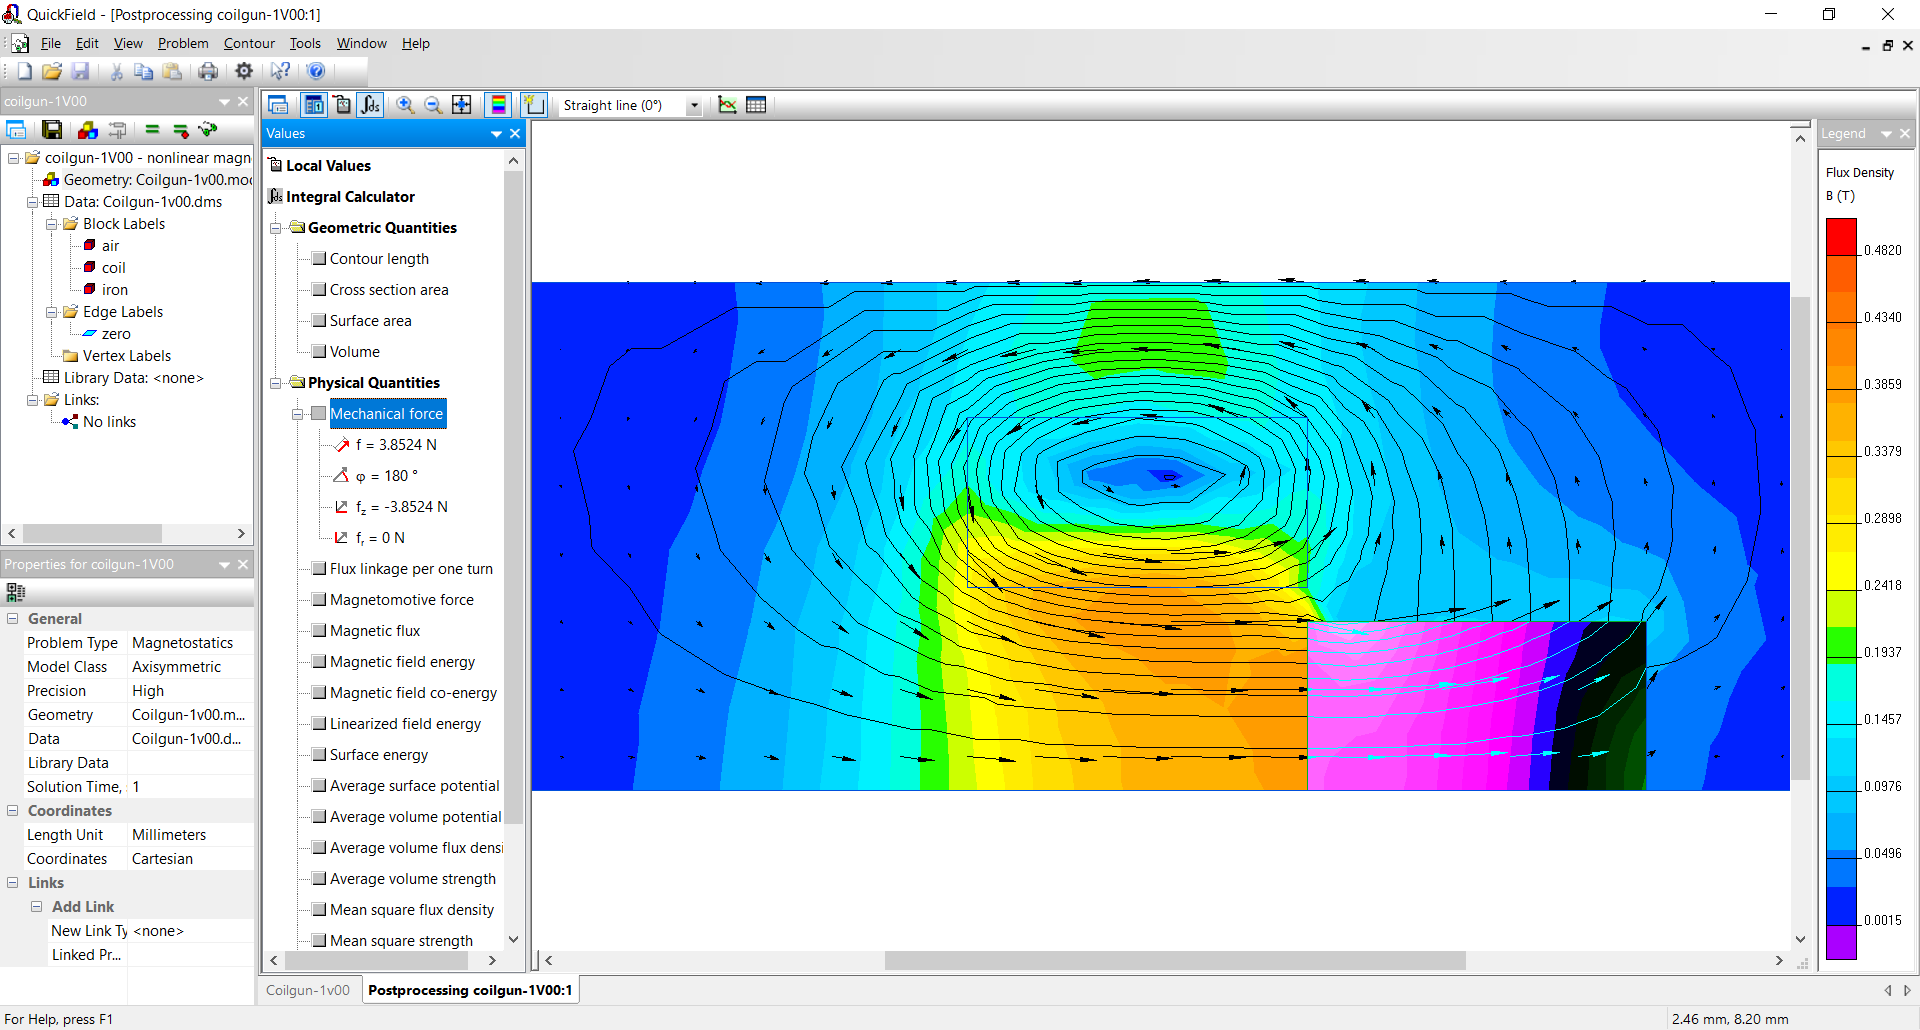 QuickField - [Postprocessing coilgun-1V00:1]
File Edit View Problem Contour Tools Window Help
coilgun-1V00
coilgun-1V00 - nonlinear magn
Geometry: Coilgun-1v00.mo
Data: Coilgun-1v00.dms
Block Labels
air
coil
iron
Edge Labels
zero
Vertex Labels
Library Data: <none>
Links:
No links
Properties for coilgun-1V00
General
Problem Type Magnetostatics
Model Class Axisymmetric
Precision High
Geometry Coilgun-1v00.m...
Data Coilgun-1v00.d...
Library Data
Solution Time, 1
Coordinates
Length Unit Millimeters
Coordinates Cartesian
Links
Add Link
New Link Ty <none>
Linked Pr...
Straight line (0°)
Values
Local Values
Integral Calculator
Geometric Quantities
Contour length
Cross section area
Surface area
Volume
Physical Quantities
Mechanical force
f = 3.8524 N
φ = 180 °
fz = -3.8524 N
fr = 0 N
Flux linkage per one turn
Magnetomotive force
Magnetic flux
Magnetic field energy
Magnetic field co-energy
Linearized field energy
Surface energy
Average surface potential
Average volume potential
Average volume flux densi
Average volume strength
Mean square flux density
Mean square strength
Legend
Flux Density
B (T)
0.4820
0.4340
0.3859
0.3379
0.2898
0.2418
0.1937
0.1457
0.0976
0.0496
0.0015
Coilgun-1v00
Postprocessing coilgun-1V00:1
For Help, press F1
2.46 mm, 8.20 mm